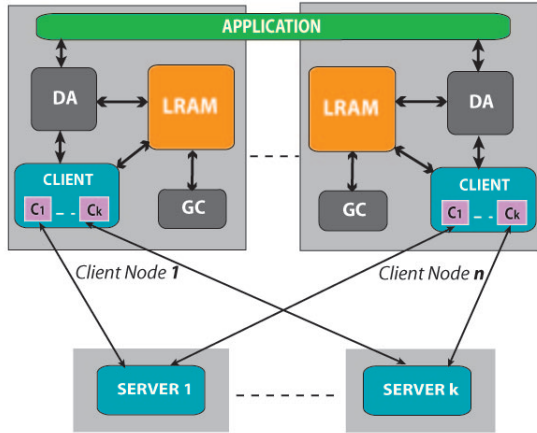 APPLICATION
DA
LRAM
CLIENT
C1 - - Ck
GC
Client Node 1
LRAM
DA
CLIENT
C1 - - Ck
GC
Client Node n
SERVER 1
SERVER k